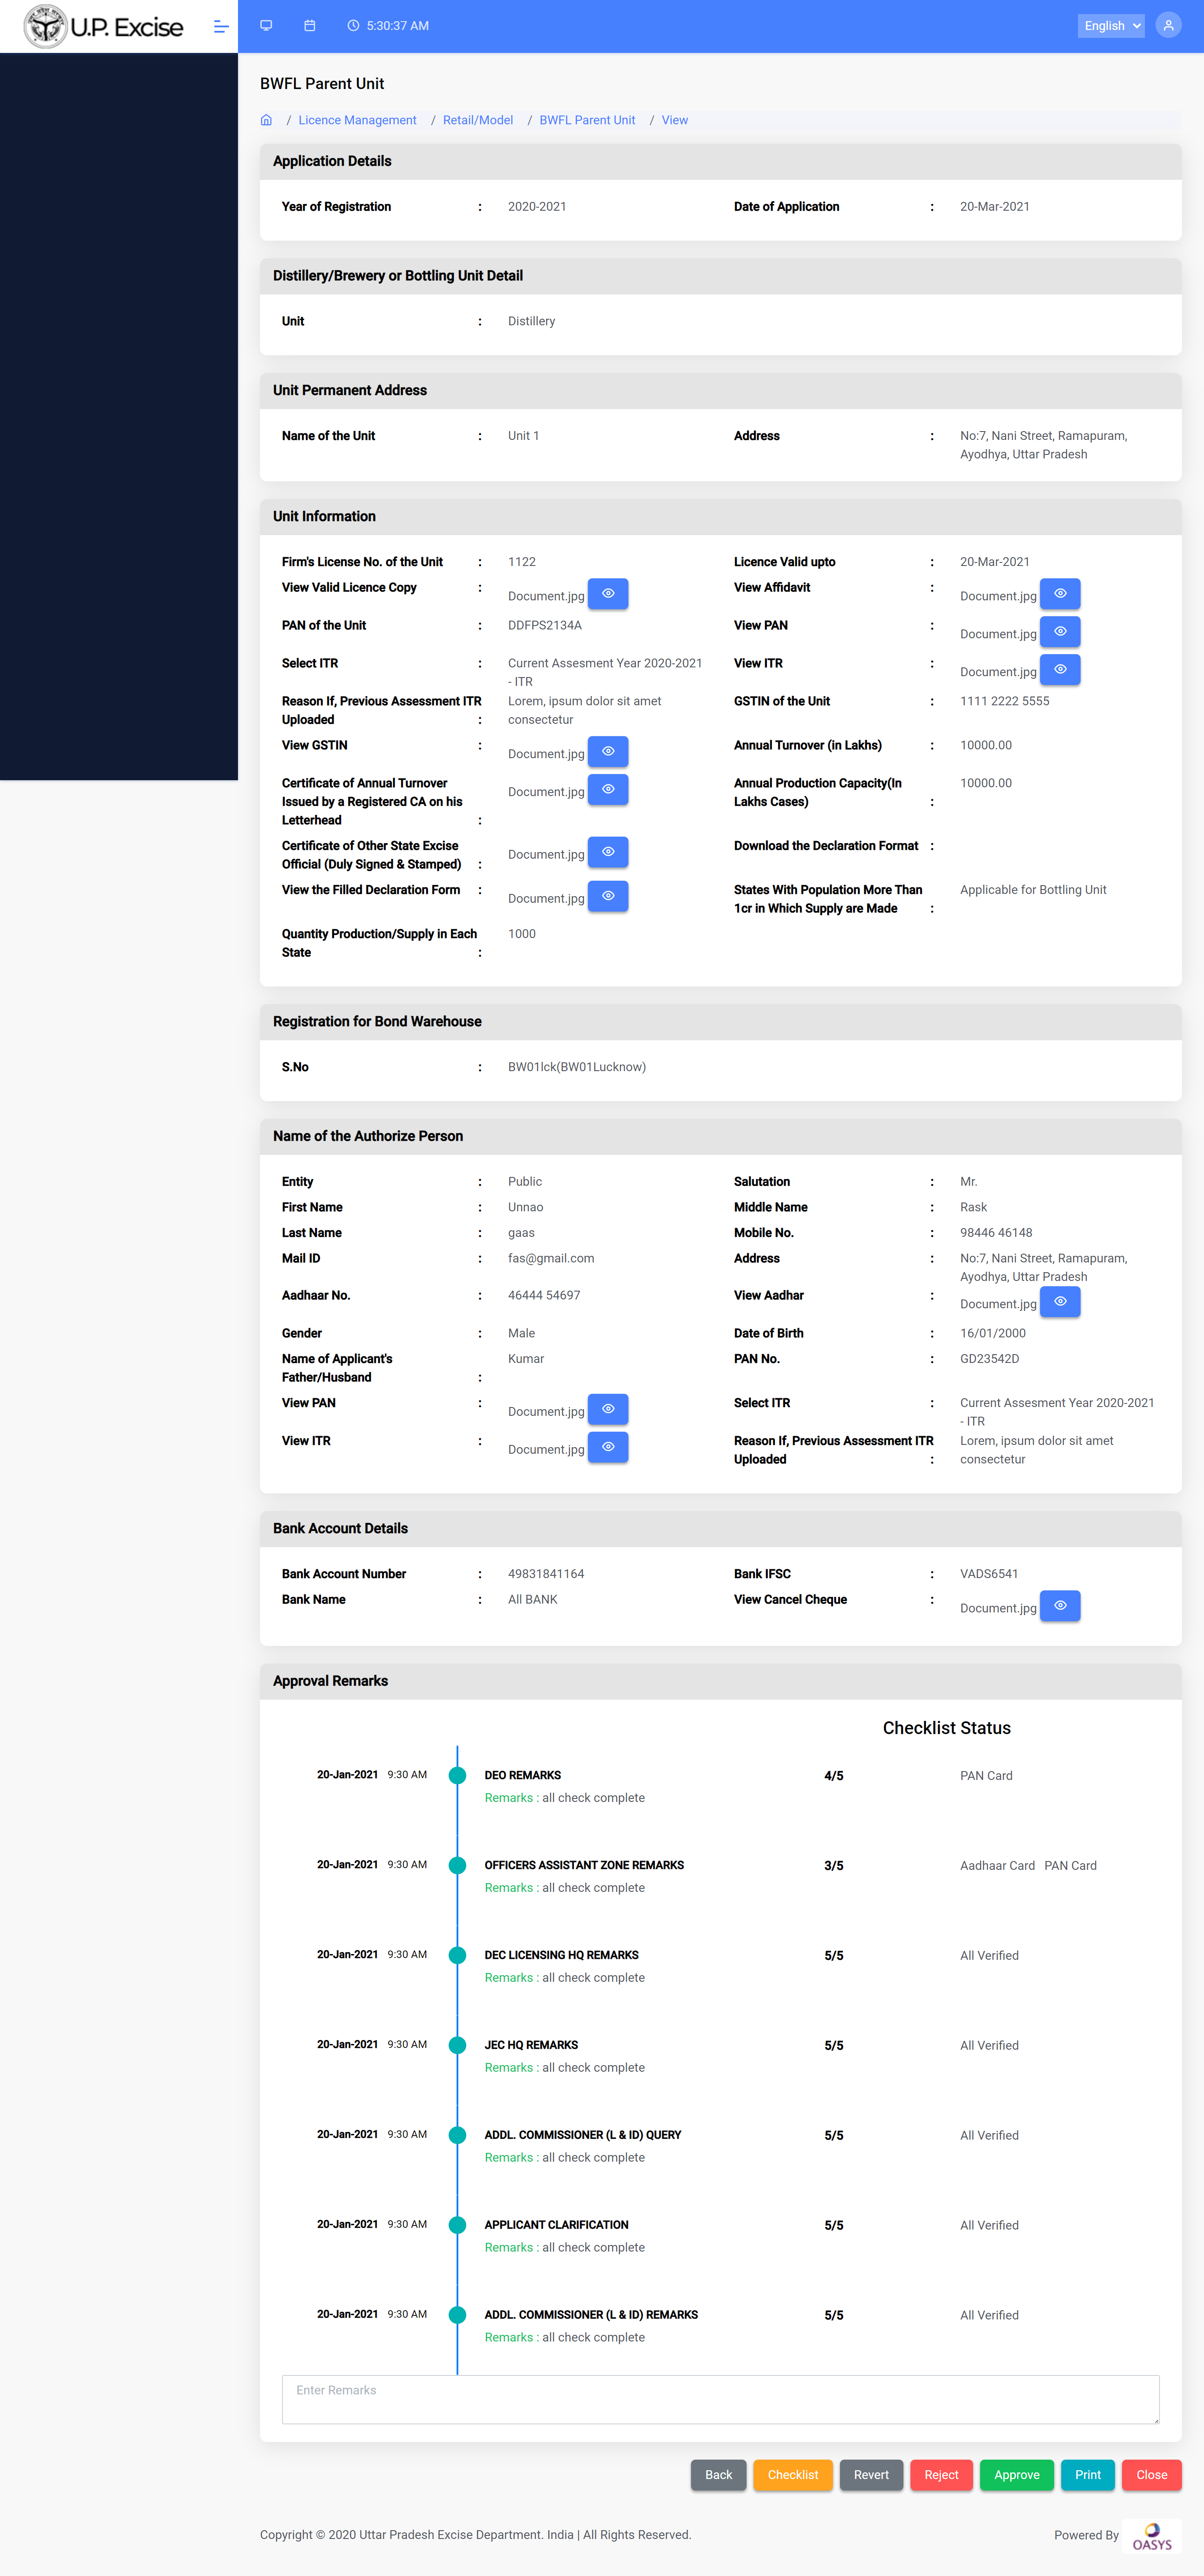 U.P. Excise
5:30:37 AM
English
BWFL Parent Unit
/ Licence Management / Retail/Model / BWFL Parent Unit / View
Application Details
Year of Registration : 2020-2021 Date of Application : 20-Mar-2021
Distillery/Brewery or Bottling Unit Detail
Unit : Distillery
Unit Permanent Address
Name of the Unit : Unit 1 Address : No:7, Nani Street, Ramapuram,
Ayodhya, Uttar Pradesh
Unit Information
Firm's License No. of the Unit : 1122 Licence Valid upto : 20-Mar-2021
View Valid Licence Copy : Document.jpg View Affidavit : Document.jpg
PAN of the Unit : DDFPS2134A View PAN : Document.jpg
Select ITR : Current Assesment Year 2020-2021 View ITR : Document.jpg
- ITR
Reason If, Previous Assessment ITR Lorem, ipsum dolor sit amet GSTIN of the Unit : 1111 2222 5555
Uploaded : consectetur
View GSTIN : Document.jpg Annual Turnover (in Lakhs) : 10000.00
Certificate of Annual Turnover Document.jpg Annual Production Capacity(In 10000.00
Issued by a Registered CA on his Lakhs Cases) :
Letterhead :
Certificate of Other State Excise Document.jpg Download the Declaration Format :
Official (Duly Signed & Stamped) :
View the Filled Declaration Form : Document.jpg States With Population More Than Applicable for Bottling Unit
1cr in Which Supply are Made :
Quantity Production/Supply in Each 1000
State :
Registration for Bond Warehouse
S.No : BW01lck(BW01Lucknow)
Name of the Authorize Person
Entity : Public Salutation : Mr.
First Name : Unnao Middle Name : Rask
Last Name : gaas Mobile No. : 98446 46148
Mail ID : fas@gmail.com Address : No:7, Nani Street, Ramapuram,
Ayodhya, Uttar Pradesh
Aadhaar No. : 46444 54697 View Aadhar : Document.jpg
Gender : Male Date of Birth : 16/01/2000
Name of Applicant's Kumar PAN No. : GD23542D
Father/Husband :
View PAN : Document.jpg Select ITR : Current Assesment Year 2020-2021
- ITR
View ITR : Document.jpg Reason If, Previous Assessment ITR Lorem, ipsum dolor sit amet
Uploaded : consectetur
Bank Account Details
Bank Account Number : 49831841164 Bank IFSC : VADS6541
Bank Name : All BANK View Cancel Cheque : Document.jpg
Approval Remarks
Checklist Status
20-Jan-2021 9:30 AM DEO REMARKS 4/5 PAN Card
Remarks : all check complete
20-Jan-2021 9:30 AM OFFICERS ASSISTANT ZONE REMARKS 3/5 Aadhaar Card PAN Card
Remarks : all check complete
20-Jan-2021 9:30 AM DEC LICENSING HQ REMARKS 5/5 All Verified
Remarks : all check complete
20-Jan-2021 9:30 AM JEC HQ REMARKS 5/5 All Verified
Remarks : all check complete
20-Jan-2021 9:30 AM ADDL. COMMISSIONER (L & ID) QUERY 5/5 All Verified
Remarks : all check complete
20-Jan-2021 9:30 AM APPLICANT CLARIFICATION 5/5 All Verified
Remarks : all check complete
20-Jan-2021 9:30 AM ADDL. COMMISSIONER (L & ID) REMARKS 5/5 All Verified
Remarks : all check complete
Enter Remarks
Back Checklist Revert Reject Approve Print Close
Copyright © 2020 Uttar Pradesh Excise Department. India | All Rights Reserved. Powered By OASYS